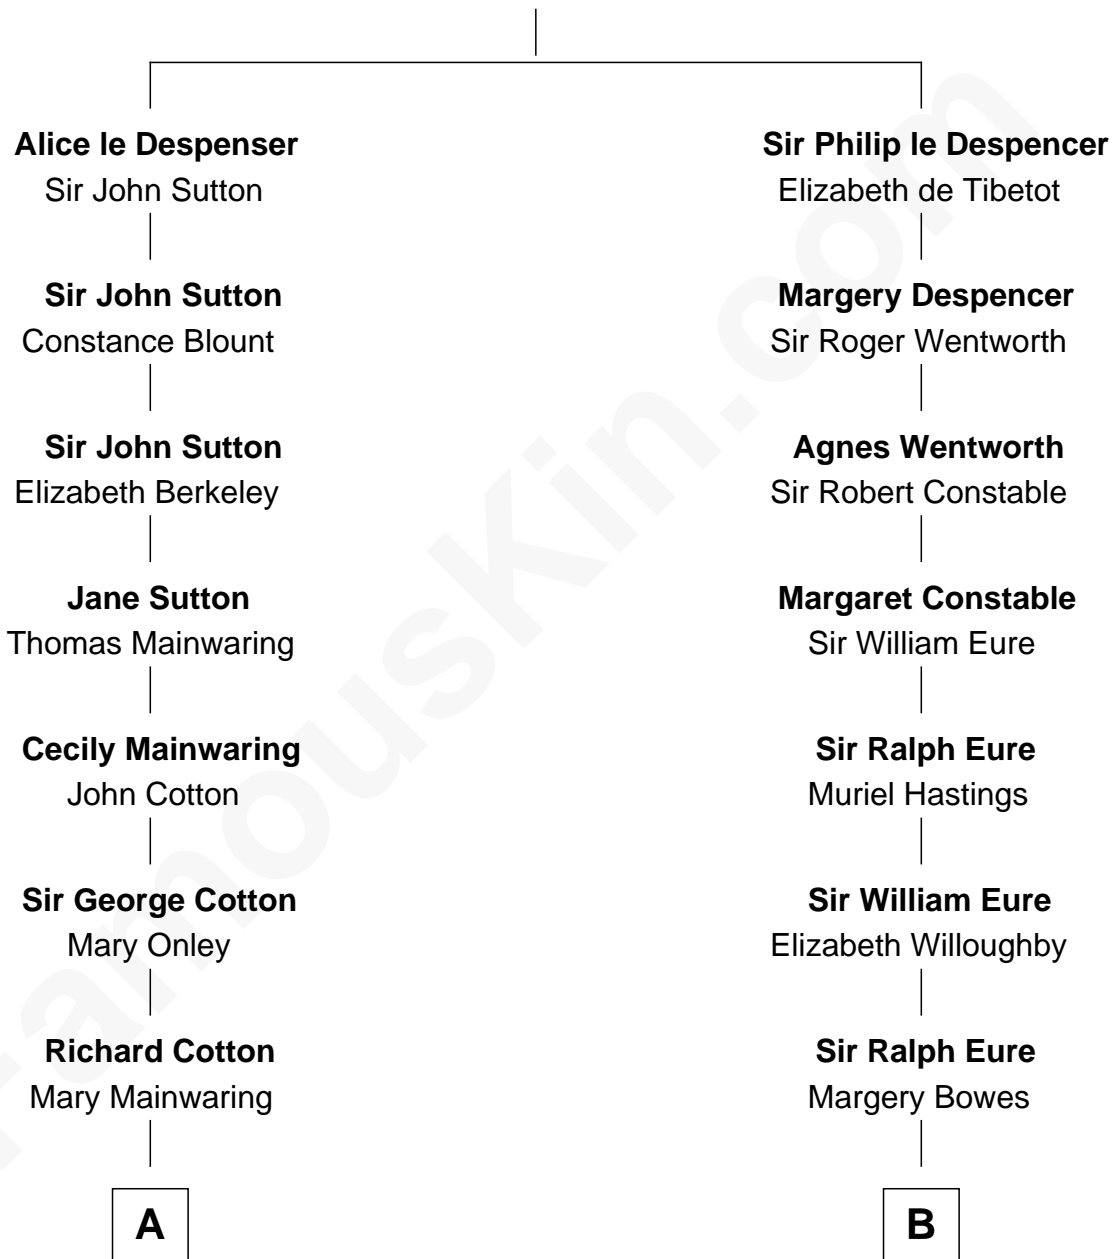 Alice le Despenser
Sir John Sutton
Sir John Sutton
Constance Blount
Sir John Sutton
Elizabeth Berkeley
Jane Sutton
Thomas Mainwaring
Cecily Mainwaring
John Cotton
Sir George Cotton
Mary Onley
Richard Cotton
Mary Mainwaring
A
Sir Philip le Despencer
Elizabeth de Tibetot
Margery Despencer
Sir Roger Wentworth
Agnes Wentworth
Sir Robert Constable
Margaret Constable
Sir William Eure
Sir Ralph Eure
Muriel Hastings
Sir William Eure
Elizabeth Willoughby
Sir Ralph Eure
Margery Bowes
B
FamousKin.com